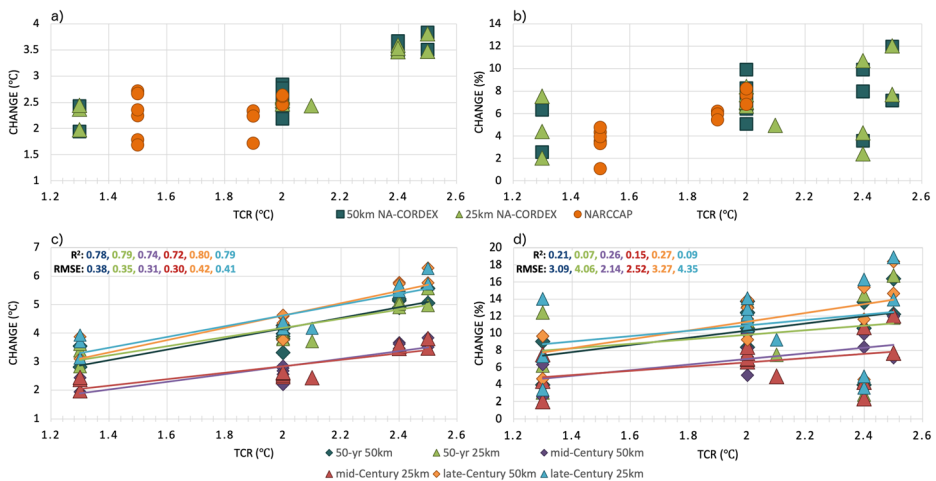 a)
CHANGE (°C)
4
3.5
3
2.5
2
1.5
1
1.2 1.4 1.6 1.8 2 2.2 2.4 2.6
TCR (°C)
b)
CHANGE (%)
14
12
10
8
6
4
2
0
1.2 1.4 1.6 1.8 2 2.2 2.4 2.6
TCR (°C)
50km NA-CORDEX 25km NA-CORDEX NARCCAP
c)
R²: 0.78, 0.79, 0.74, 0.72, 0.80, 0.79
RMSE: 0.38, 0.35, 0.31, 0.30, 0.42, 0.41
CHANGE (°C)
7
6
5
4
3
2
1
1.2 1.4 1.6 1.8 2 2.2 2.4 2.6
TCR (°C)
d)
R²: 0.21, 0.07, 0.26, 0.15, 0.27, 0.09
RMSE: 3.09, 4.06, 2.14, 2.52, 3.27, 4.35
CHANGE (%)
20
18
16
14
12
10
8
6
4
2
0
1.2 1.4 1.6 1.8 2 2.2 2.4 2.6
TCR (°C)
50-yr 50km 50-yr 25km mid-Century 50km
mid-Century 25km late-Century 50km late-Century 25km